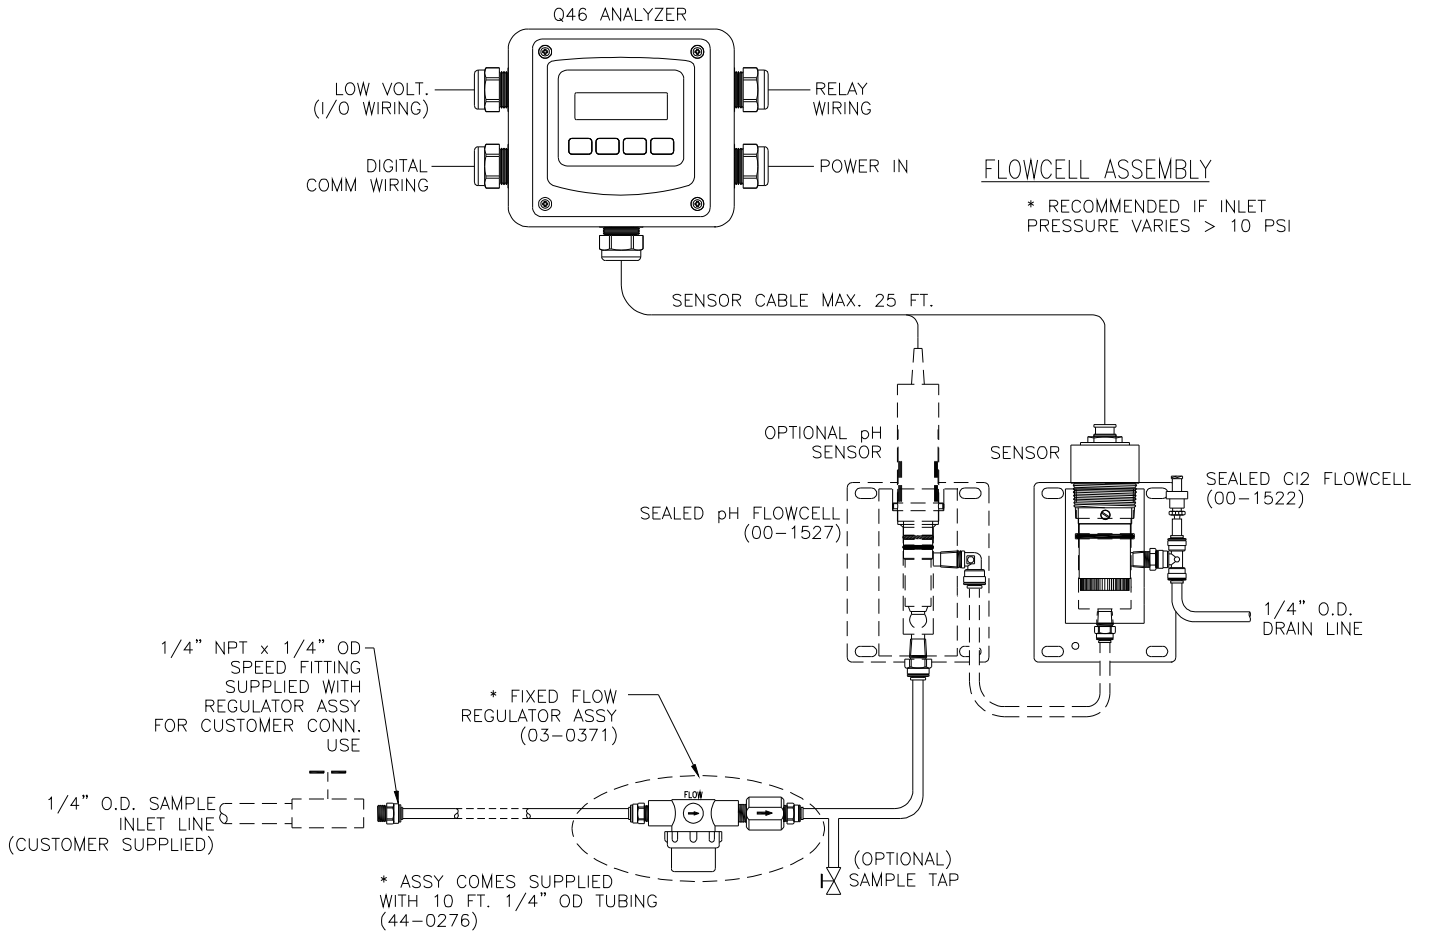 Q46 ANALYZER
LOW VOLT.
(I/O WIRING)
RELAY
WIRING
DIGITAL
COMM WIRING
POWER IN
FLOWCELL ASSEMBLY
* RECOMMENDED IF INLET
PRESSURE VARIES > 10 PSI
SENSOR CABLE MAX. 25 FT.
OPTIONAL pH
SENSOR
SENSOR
SEALED Cl2 FLOWCELL
(00-1522)
SEALED pH FLOWCELL
(00-1527)
1/4" O.D.
DRAIN LINE
1/4" NPT x 1/4" OD
SPEED FITTING
SUPPLIED WITH
REGULATOR ASSY
FOR CUSTOMER CONN.
USE
* FIXED FLOW
REGULATOR ASSY
(03-0371)
FLOW
1/4" O.D. SAMPLE
INLET LINE
(CUSTOMER SUPPLIED)
(OPTIONAL)
SAMPLE TAP
* ASSY COMES SUPPLIED
WITH 10 FT. 1/4" OD TUBING
(44-0276)